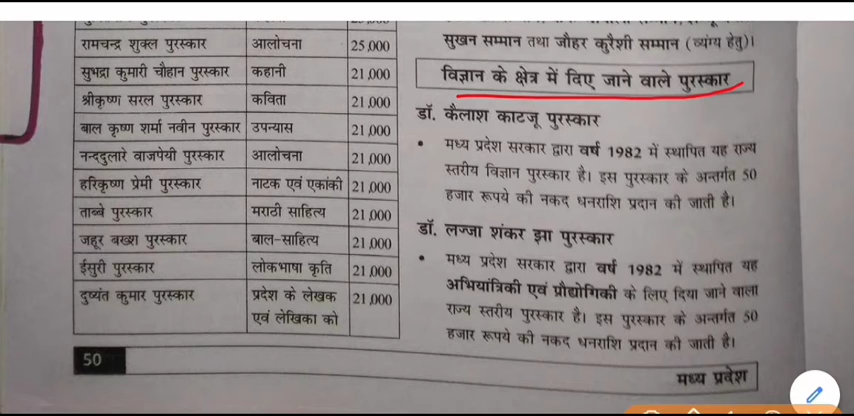 रामचन्द्र शुक्ल पुरस्कार आलोचना 25,000
सुभद्रा कुमारी चौहान पुरस्कार कहानी 21,000
श्रीकृष्ण सरल पुरस्कार कविता 21,000
बाल कृष्ण शर्मा नवीन पुरस्कार उपन्यास 21,000
नन्ददुलारे वाजपेयी पुरस्कार आलोचना 21,000
हरिकृष्ण प्रेमी पुरस्कार नाटक एवं एकांकी 21,000
ताब्बे पुरस्कार मराठी साहित्य 21,000
जहूर बख्श पुरस्कार बाल-साहित्य 21,000
ईसुरी पुरस्कार लोकभाषा कृति 21,000
दुष्यंत कुमार पुरस्कार प्रदेश के लेखक 21,000
एवं लेखिका को
सुखन सम्मान तथा जौहर कुरैशी सम्मान (व्यंग्य हेतु)।
विज्ञान के क्षेत्र में दिए जाने वाले पुरस्कार
डॉ. कैलाश काटजू पुरस्कार
• मध्य प्रदेश सरकार द्वारा वर्ष 1982 में स्थापित यह राज्य
स्तरीय विज्ञान पुरस्कार है। इस पुरस्कार के अन्तर्गत 50
हजार रूपये की नकद धनराशि प्रदान की जाती है।
डॉ. लज्जा शंकर झा पुरस्कार
• मध्य प्रदेश सरकार द्वारा वर्ष 1982 में स्थापित यह
अभियांत्रिकी एवं प्रौद्योगिकी के लिए दिया जाने वाला
राज्य स्तरीय पुरस्कार है। इस पुरस्कार के अन्तर्गत 50
हजार रूपये की नकद धनराशि प्रदान की जाती है।
50
मध्य प्रदेश